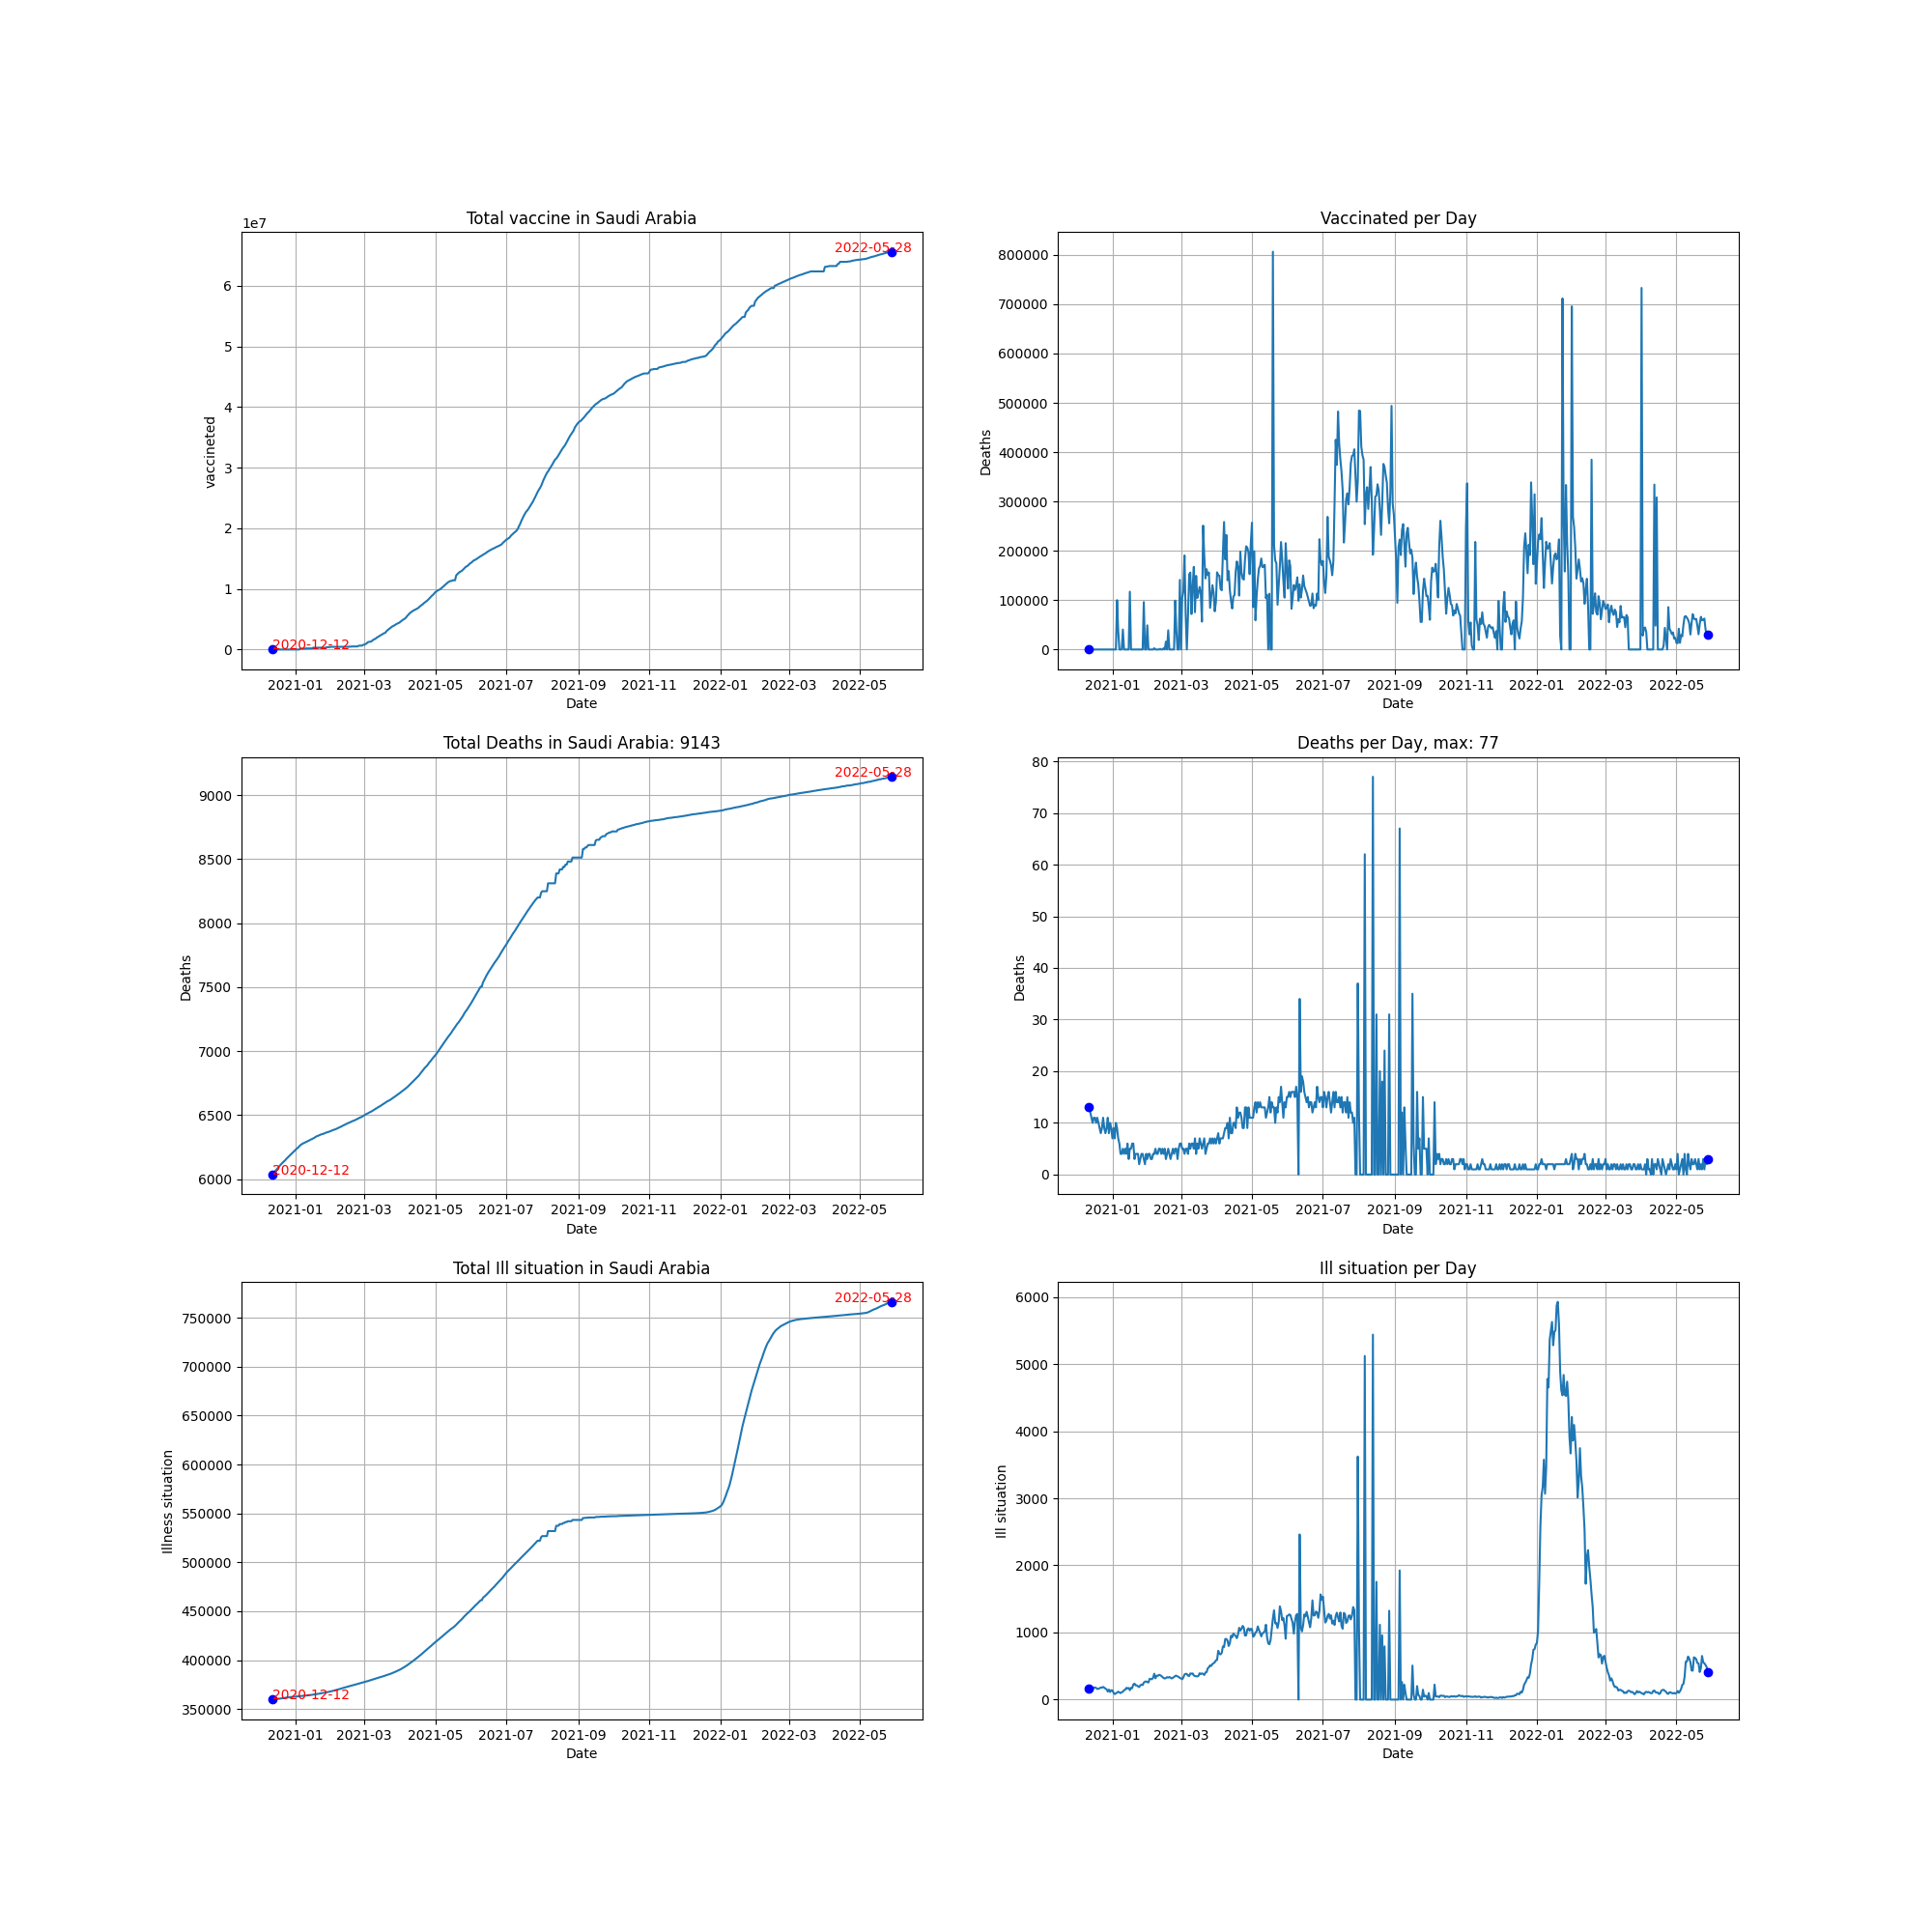 Total vaccine in Saudi Arabia
1e7
vaccineted
6
5
4
3
2
1
0
2020-12-12
2022-05-28
2021-01 2021-03 2021-05 2021-07 2021-09 2021-11 2022-01 2022-03 2022-05
Date
Vaccinated per Day
Deaths
800000
700000
600000
500000
400000
300000
200000
100000
0
2021-01 2021-03 2021-05 2021-07 2021-09 2021-11 2022-01 2022-03 2022-05
Date
Total Deaths in Saudi Arabia: 9143
Deaths
9000
8500
8000
7500
7000
6500
6000
2020-12-12
2022-05-28
2021-01 2021-03 2021-05 2021-07 2021-09 2021-11 2022-01 2022-03 2022-05
Date
Deaths per Day, max: 77
Deaths
80
70
60
50
40
30
20
10
0
2021-01 2021-03 2021-05 2021-07 2021-09 2021-11 2022-01 2022-03 2022-05
Date
Total Ill situation in Saudi Arabia
Illness situation
750000
700000
650000
600000
550000
500000
450000
400000
350000
2020-12-12
2022-05-28
2021-01 2021-03 2021-05 2021-07 2021-09 2021-11 2022-01 2022-03 2022-05
Date
Ill situation per Day
Ill situation
6000
5000
4000
3000
2000
1000
0
2021-01 2021-03 2021-05 2021-07 2021-09 2021-11 2022-01 2022-03 2022-05
Date